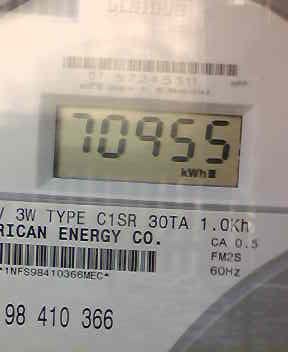 70955
kWh
/ 3W TYPE C1SR 30TA 1.0Kh
RICAN ENERGY CO.
CA 0.5
FM2S
*1NFS98410366MEC*
60HZ
98 410 366